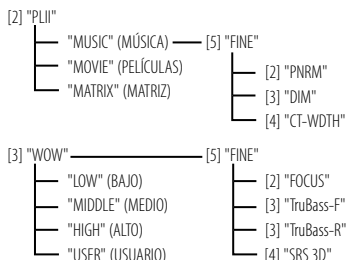 [2] "PLII"
"MUSIC" (MÚSICA) [5] "FINE"
"MOVIE" (PELÍCULAS) [2] "PNRM"
"MATRIX" (MATRIZ) [3] "DIM"
[4] "CT-WDTH"
[3] "WOW" [5] "FINE"
"LOW" (BAJO) [2] "FOCUS"
"MIDDLE" (MEDIO) [3] "TruBass-F"
"HIGH" (ALTO) [3] "TruBass-R"
"USER" (USUARIO) [4] "SRS 3D"